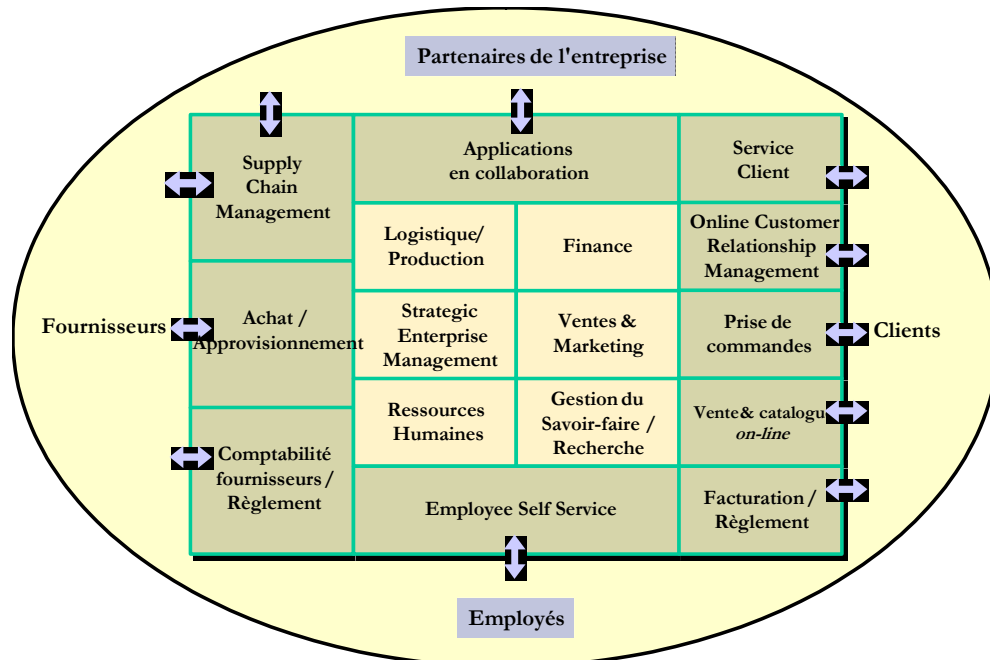 Partenaires de l'entreprise
Supply
Chain
Management
Applications
en collaboration
Service
Client
Logistique/
Production
Finance
Online Customer
Relationship
Management
Fournisseurs
Achat /
Approvisionnement
Strategic
Enterprise
Management
Ventes &
Marketing
Prise de
commandes
Clients
Ressources
Humaines
Gestion du
Savoir-faire /
Recherche
Vente & catalogu
on-line
Comptabilité
fournisseurs /
Règlement
Employee Self Service
Facturation /
Règlement
Employés